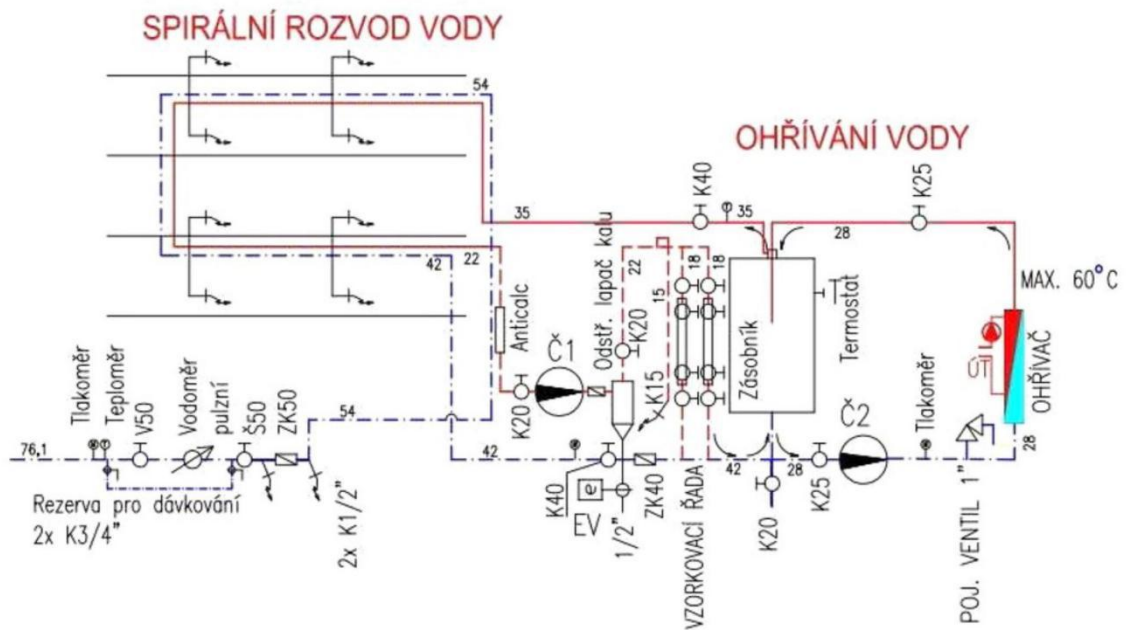 SPIRÁLNÍ ROZVOD VODY
54
OHŘÍVÁNÍ VODY
K40
K25
35
35
28
42
22
22
18
18
15
MAX. 60°C
Anticalc
Odstř. lapač kalu
K20
Č1
K20
K15
Zásobník
Termostat
ÚT
OHŘÍVAČ
Tlakoměr
Teploměr
V50
Vodoměr
pulzní
Š50
ZK50
54
Č2
Tlakoměr
28
76.1
42
42
28
Rezerva pro dávkování
2x K3/4"
2x K1/2"
K40
e
EV
1/2"
ZK40
VZORKOVACÍ ŘADA
K20
K25
POJ. VENTIL 1"